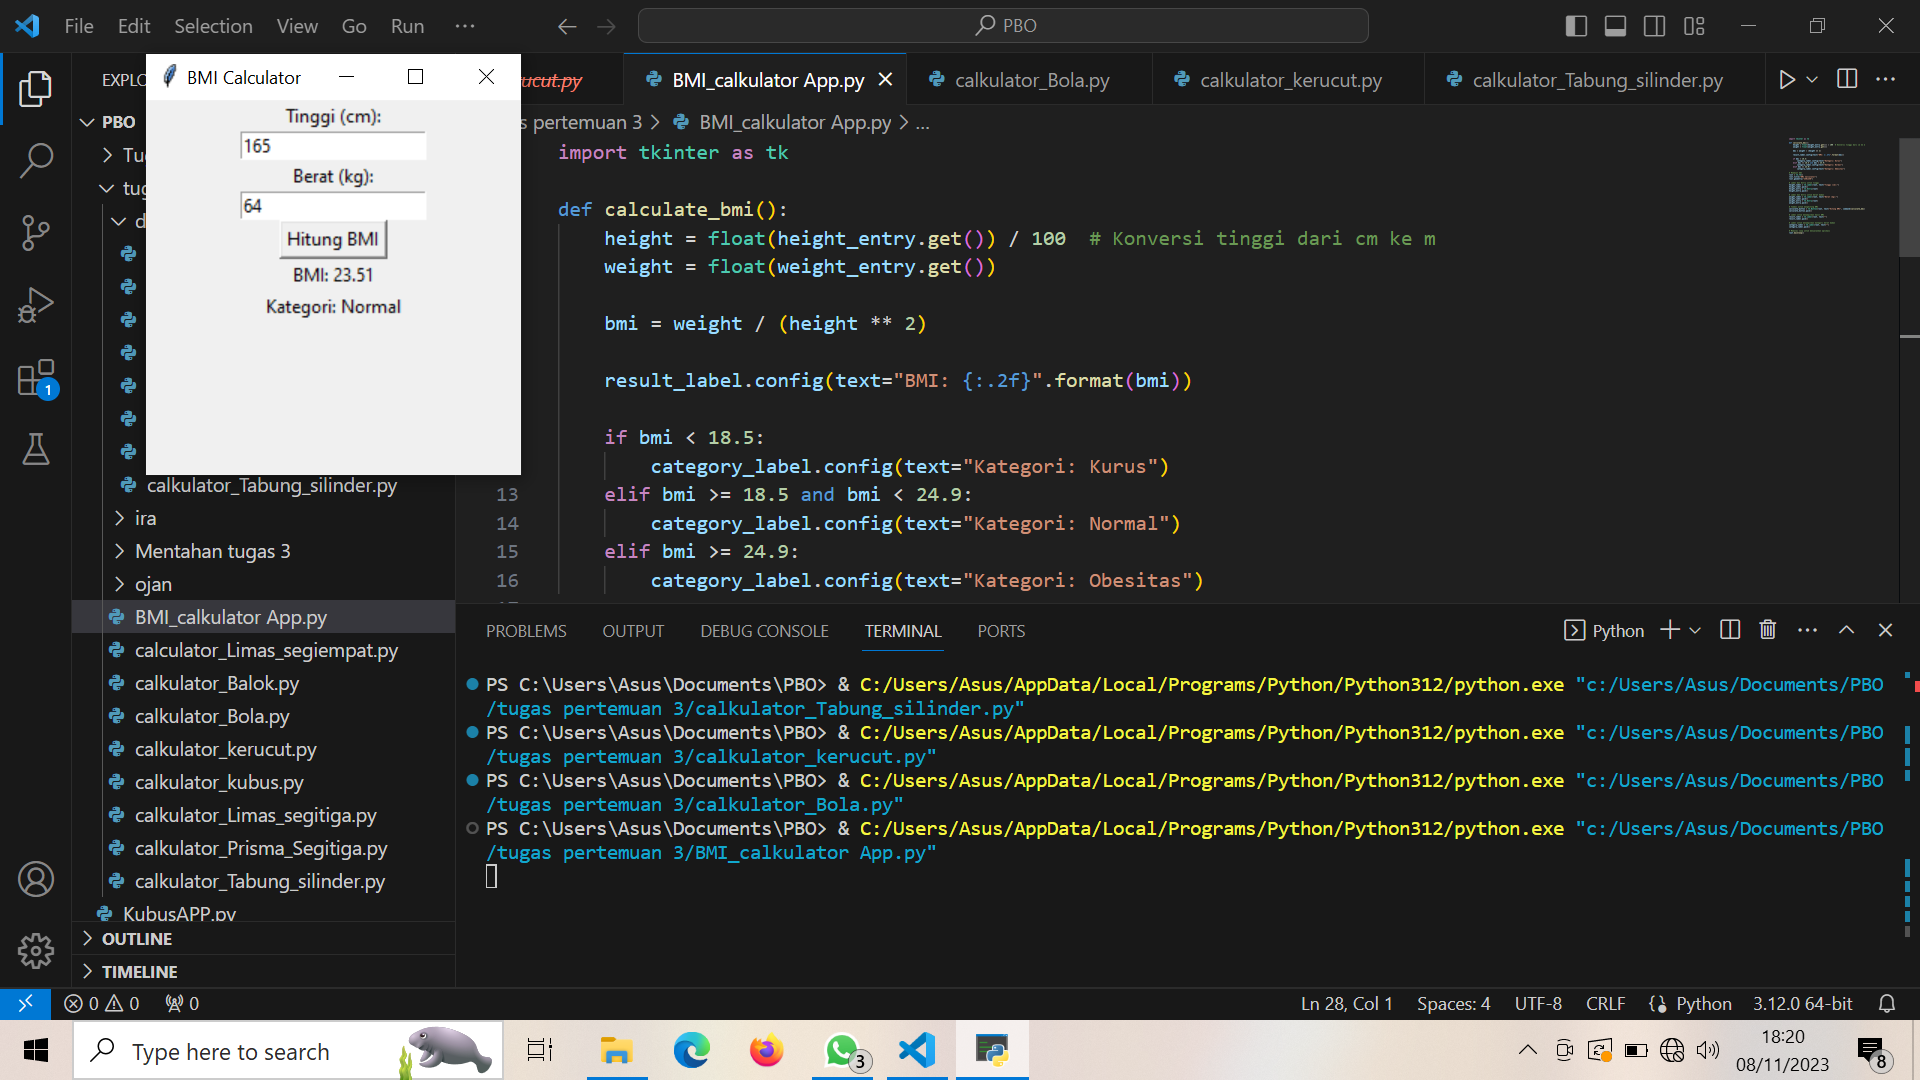 File Edit Selection View Go Run ··· PBO
BMI Calculator
Tinggi (cm):
165
Berat (kg):
64
Hitung BMI
BMI: 23.51
Kategori: Normal
EXPLO
PBO
Tug
tug
d
calkulator_Tabung_silinder.py
ira
Mentahan tugas 3
ojan
BMI_calkulator App.py
calculator_Limas_segiempat.py
calkulator_Balok.py
calkulator_Bola.py
calkulator_kerucut.py
calkulator_kubus.py
calkulator_Limas_segitiga.py
calkulator_Prisma_Segitiga.py
calkulator_Tabung_silinder.py
KubusAPP.py
OUTLINE
TIMELINE
ucut.py BMI_calkulator App.py calkulator_Bola.py calkulator_kerucut.py calkulator_Tabung_silinder.py
s pertemuan 3 > BMI_calkulator App.py > ...
import tkinter as tk
def calculate_bmi():
height = float(height_entry.get()) / 100  # Konversi tinggi dari cm ke m
weight = float(weight_entry.get())
bmi = weight / (height ** 2)
result_label.config(text="BMI: {:.2f}".format(bmi))
if bmi < 18.5:
category_label.config(text="Kategori: Kurus")
13 elif bmi >= 18.5 and bmi < 24.9:
14 category_label.config(text="Kategori: Normal")
15 elif bmi >= 24.9:
16 category_label.config(text="Kategori: Obesitas")
PROBLEMS OUTPUT DEBUG CONSOLE TERMINAL PORTS Python
PS C:\Users\Asus\Documents\PBO> & C:/Users/Asus/AppData/Local/Programs/Python/Python312/python.exe "c:/Users/Asus/Documents/PBO
/tugas pertemuan 3/calkulator_Tabung_silinder.py"
PS C:\Users\Asus\Documents\PBO> & C:/Users/Asus/AppData/Local/Programs/Python/Python312/python.exe "c:/Users/Asus/Documents/PBO
/tugas pertemuan 3/calkulator_kerucut.py"
PS C:\Users\Asus\Documents\PBO> & C:/Users/Asus/AppData/Local/Programs/Python/Python312/python.exe "c:/Users/Asus/Documents/PBO
/tugas pertemuan 3/calkulator_Bola.py"
PS C:\Users\Asus\Documents\PBO> & C:/Users/Asus/AppData/Local/Programs/Python/Python312/python.exe "c:/Users/Asus/Documents/PBO
/tugas pertemuan 3/BMI_calkulator App.py"
1
0 0 0 Ln 28, Col 1 Spaces: 4 UTF-8 CRLF Python 3.12.0 64-bit
Type here to search
3
18:20
08/11/2023
8